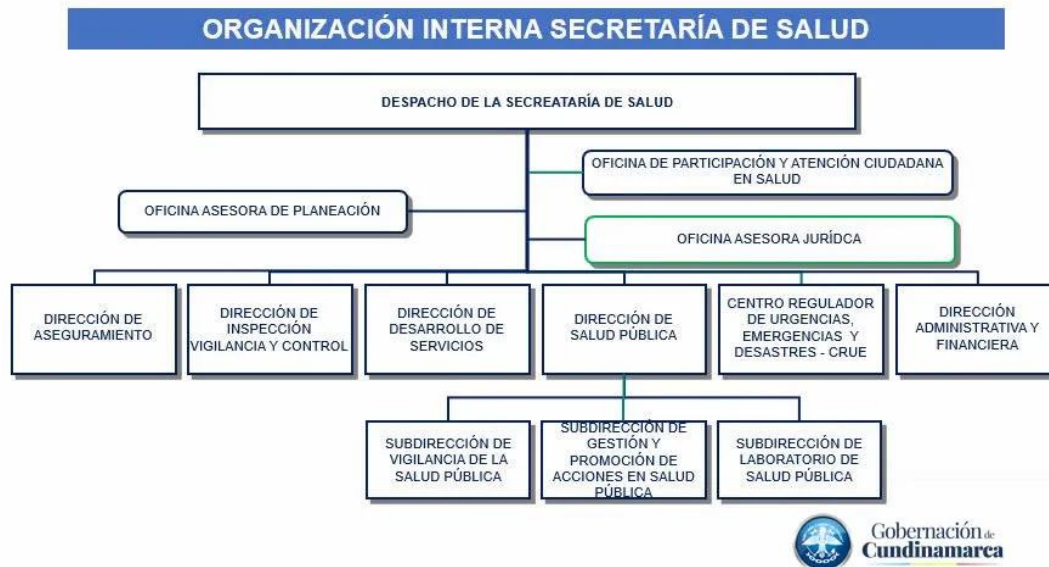 ORGANIZACIÓN INTERNA SECRETARÍA DE SALUD
DESPACHO DE LA SECREATARÍA DE SALUD
OFICINA DE PARTICIPACIÓN Y ATENCIÓN CIUDADANA
EN SALUD
OFICINA ASESORA DE PLANEACIÓN
OFICINA ASESORA JURÍDCA
DIRECCIÓN DE
ASEGURAMIENTO
DIRECCIÓN DE
INSPECCIÓN
VIGILANCIA Y CONTROL
DIRECCIÓN DE
DESARROLLO DE
SERVICIOS
DIRECCIÓN DE
SALUD PÚBLICA
CENTRO REGULADOR
DE URGENCIAS,
EMERGENCIAS Y
DESASTRES - CRUE
DIRECCIÓN
ADMINISTRATIVA Y
FINANCIERA
SUBDIRECCIÓN DE
VIGILANCIA DE LA
SALUD PÚBLICA
SUBDIRECCIÓN DE
GESTIÓN Y
PROMOCIÓN DE
ACCIONES EN SALUD
PÚBLICA
SUBDIRECCIÓN DE
LABORATORIO DE
SALUD PÚBLICA
Gobernación de
Cundinamarca